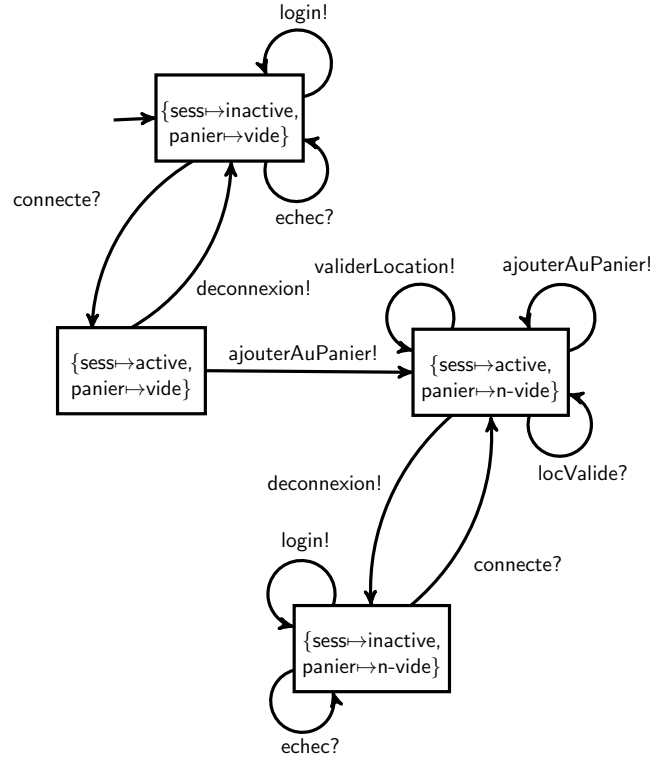 login!
{sess↦inactive,
panier↦vide}
connecte?
echec?
deconnexion!
validerLocation!
ajouterAuPanier!
{sess↦active,
panier↦vide}
ajouterAuPanier!
{sess↦active,
panier↦n-vide}
locValide?
deconnexion!
login!
connecte?
{sess↦inactive,
panier↦n-vide}
echec?